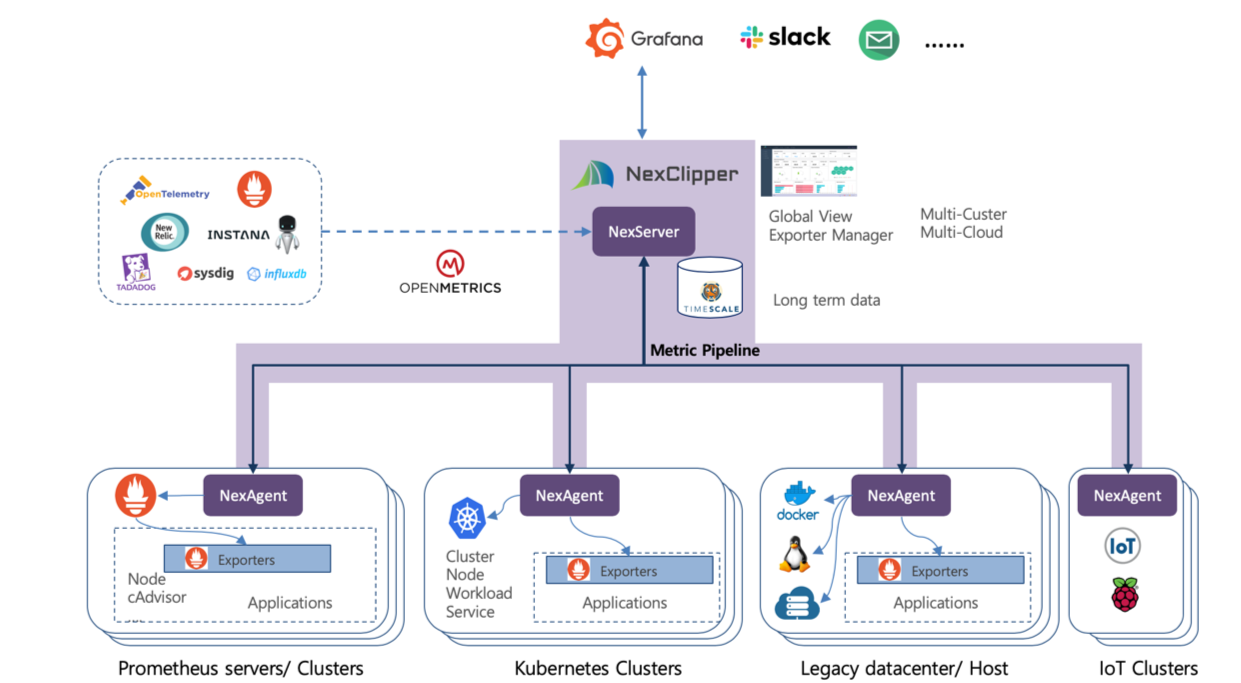 Grafana
slack
......
NexClipper
OpenTelemetry
New
Relic
INSTANA
TADADOG
sysdig
influxdb
OPENMETRICS
NexServer
Global View
Exporter Manager
Multi-Custer
Multi-Cloud
TIMESCALE
Long term data
Metric Pipeline
NexAgent
Exporters
Node
cAdvisor
...
Applications
Prometheus servers/ Clusters
NexAgent
Cluster
Node
Workload
Service
Exporters
Applications
Kubernetes Clusters
NexAgent
docker
Exporters
Applications
Legacy datacenter/ Host
NexAgent
IoT
IoT Clusters